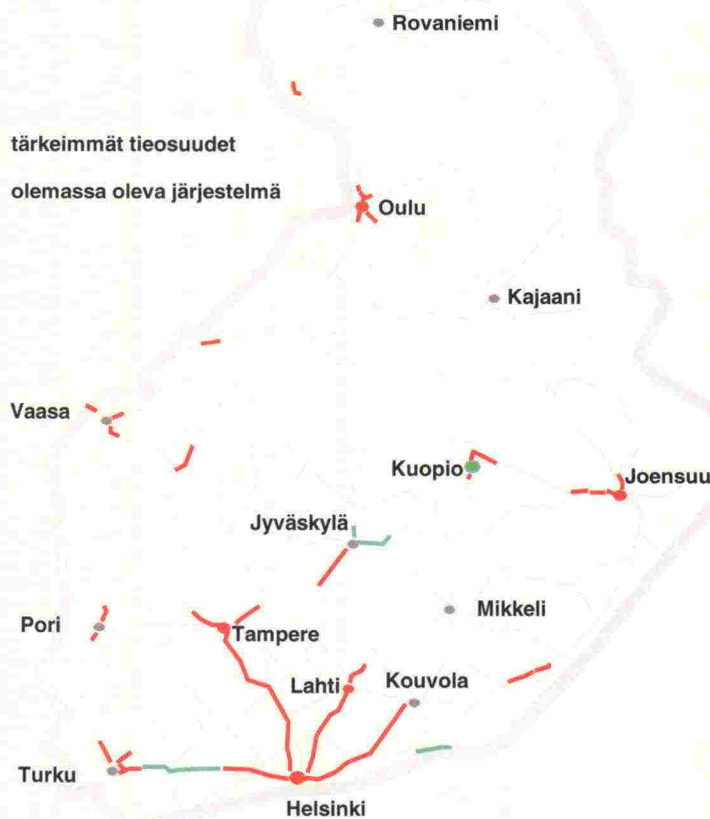 Rovaniemi
tärkeimmät tieosuudet
olemassa oleva järjestelmä
Oulu
Kajaani
Vaasa
Kuopio
Joensuu
Jyväskylä
Mikkeli
Pori
Tampere
Lahti
Kouvola
Turku
Helsinki